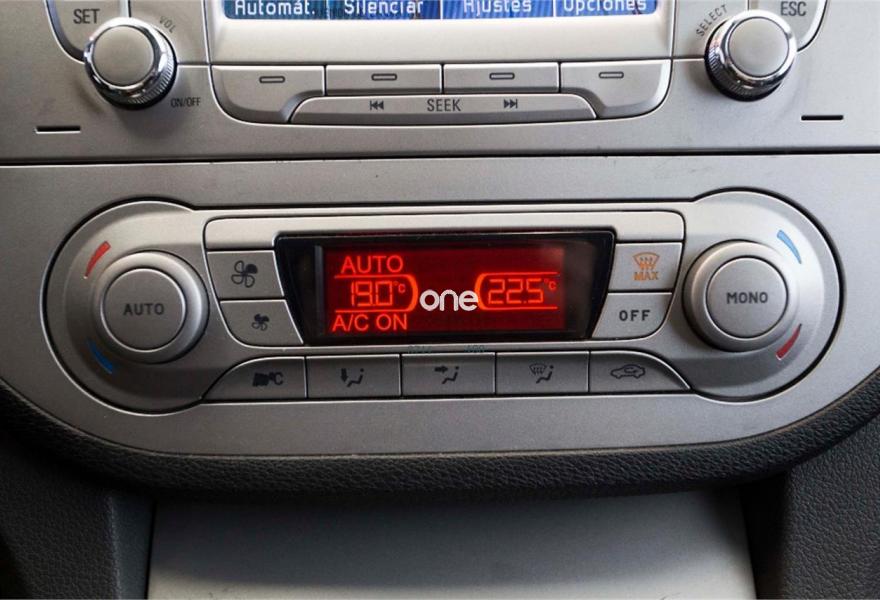 Automát. Silenciar Ajustes Opciones
SET
VOL
ON/OFF
SELECT
ESC
SEEK
AUTO
19.0°C one 22.5°C
A/C ON
AUTO
MAX
OFF
MONO